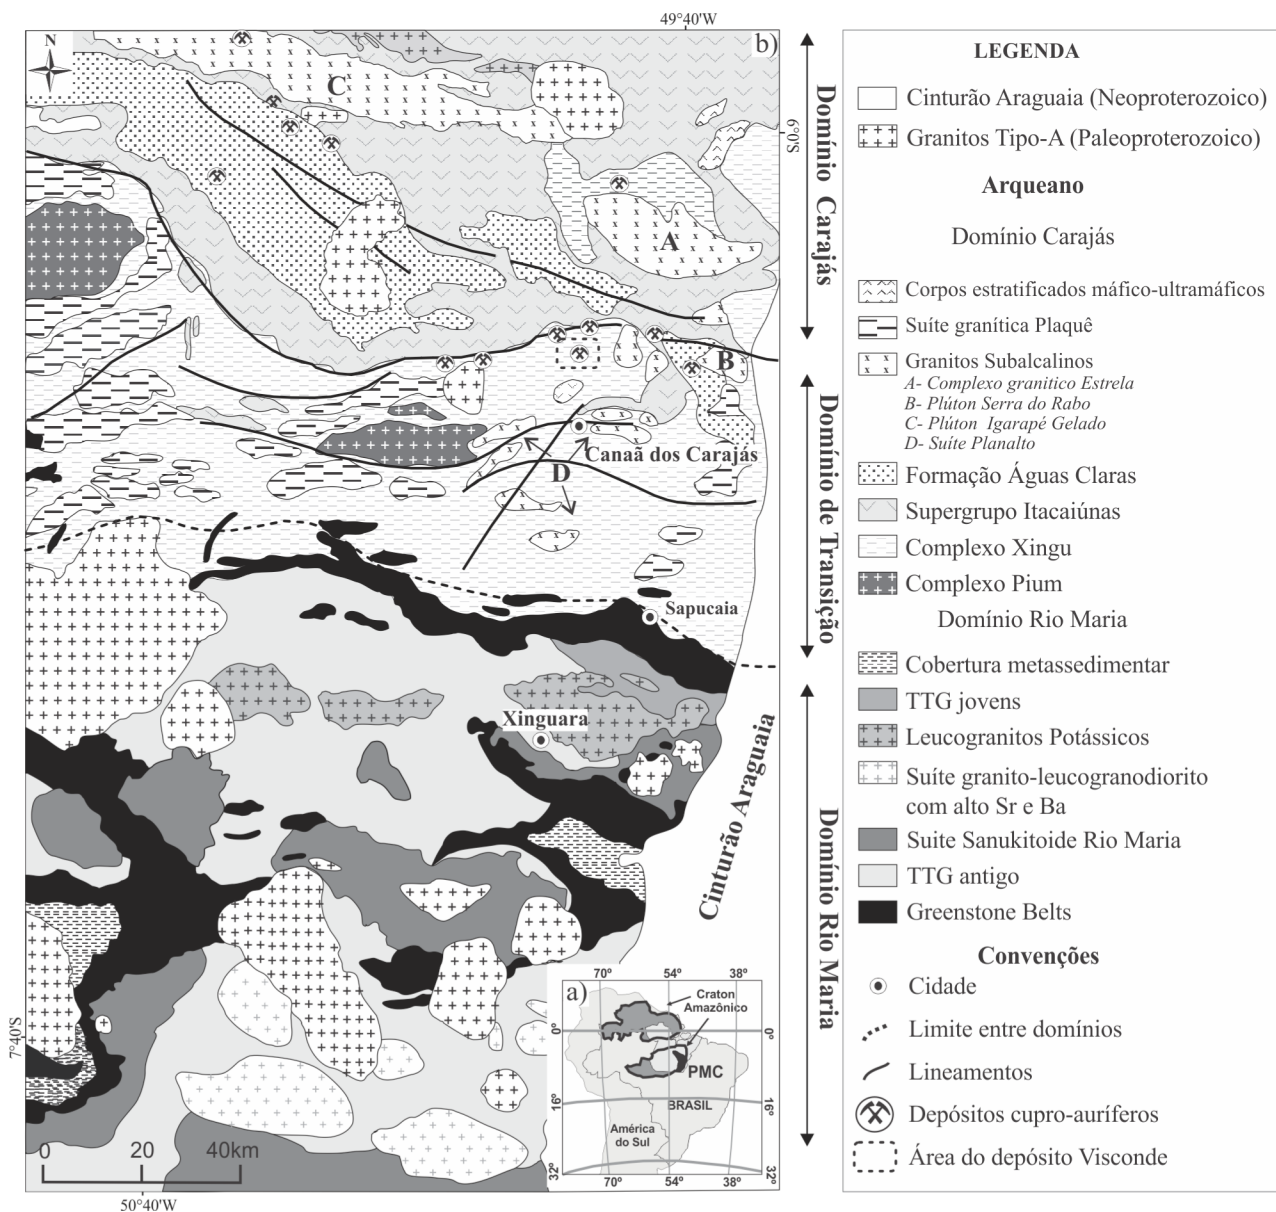 49°40'W
N
b)
C
6°0'S
A
B
Canaã dos Carajás
D
Sapucaia
Xinguara
Cinturão Araguaia
7°40'S
0 20 40km
50°40'W
Domínio Carajás
Domínio de Transição
Domínio Rio Maria
a)
70° 54° 38°
Craton
Amazônico
0° 0°
PMC
BRASIL
16° 16°
América
do Sul
32° 32°
70° 54° 38°
LEGENDA
Cinturão Araguaia (Neoproterozoico)
Granitos Tipo-A (Paleoproterozoico)
Arqueano
Domínio Carajás
Corpos estratificados máfico-ultramáficos
Suíte granítica Plaquê
Granitos Subalcalinos
A- Complexo granitico Estrela
B- Plúton Serra do Rabo
C- Plúton Igarapé Gelado
D- Suíte Planalto
Formação Águas Claras
Supergrupo Itacaiúnas
Complexo Xingu
Complexo Pium
Domínio Rio Maria
Cobertura metassedimentar
TTG jovens
Leucogranitos Potássicos
Suíte granito-leucogranodiorito
com alto Sr e Ba
Suite Sanukitoide Rio Maria
TTG antigo
Greenstone Belts
Convenções
Cidade
Limite entre domínios
Lineamentos
Depósitos cupro-auríferos
Área do depósito Visconde